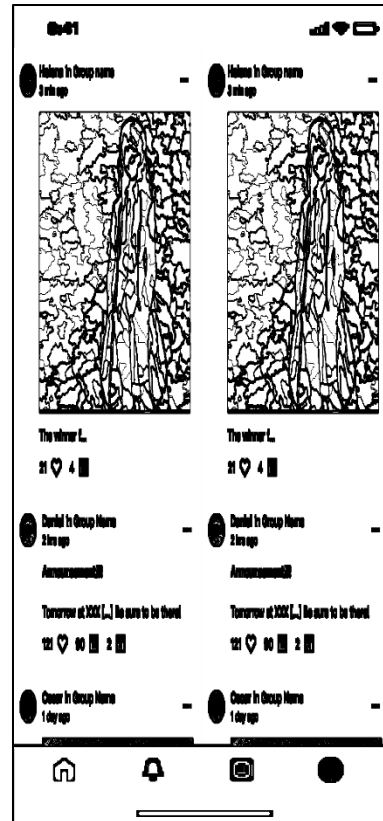 9:41
Helena in Group name
3 min ago
The winner f...
21 4
Daniel in Group Name
2 hrs ago
Announcement!!!
Tomorrow at XXX [...] Be sure to be there!
121 90 2
Oscar in Group Name
1 day ago
Helena in Group name
3 min ago
The winner f...
21 4
Daniel in Group Name
2 hrs ago
Announcement!!!
Tomorrow at XXX [...] Be sure to be there!
121 90 2
Oscar in Group Name
1 day ago